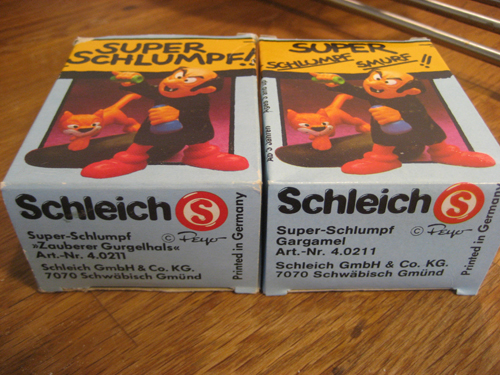 SUPER
SCHLUMPF!!
Schleich S
Super-Schlumpf
»Zauberer Gurgelhals«
Art.-Nr. 4.0211
© Peyo
Schleich GmbH & Co. KG.
7070 Schwäbisch Gmünd
Printed in Germany
SUPER
SCHLUMPF SMURF !!
Schleich S
Super-Schlumpf
Gargamel
Art.-Nr. 4.0211
© Peyo
Schleich GmbH & Co. KG.
7070 Schwäbisch Gmünd
Printed in Germany